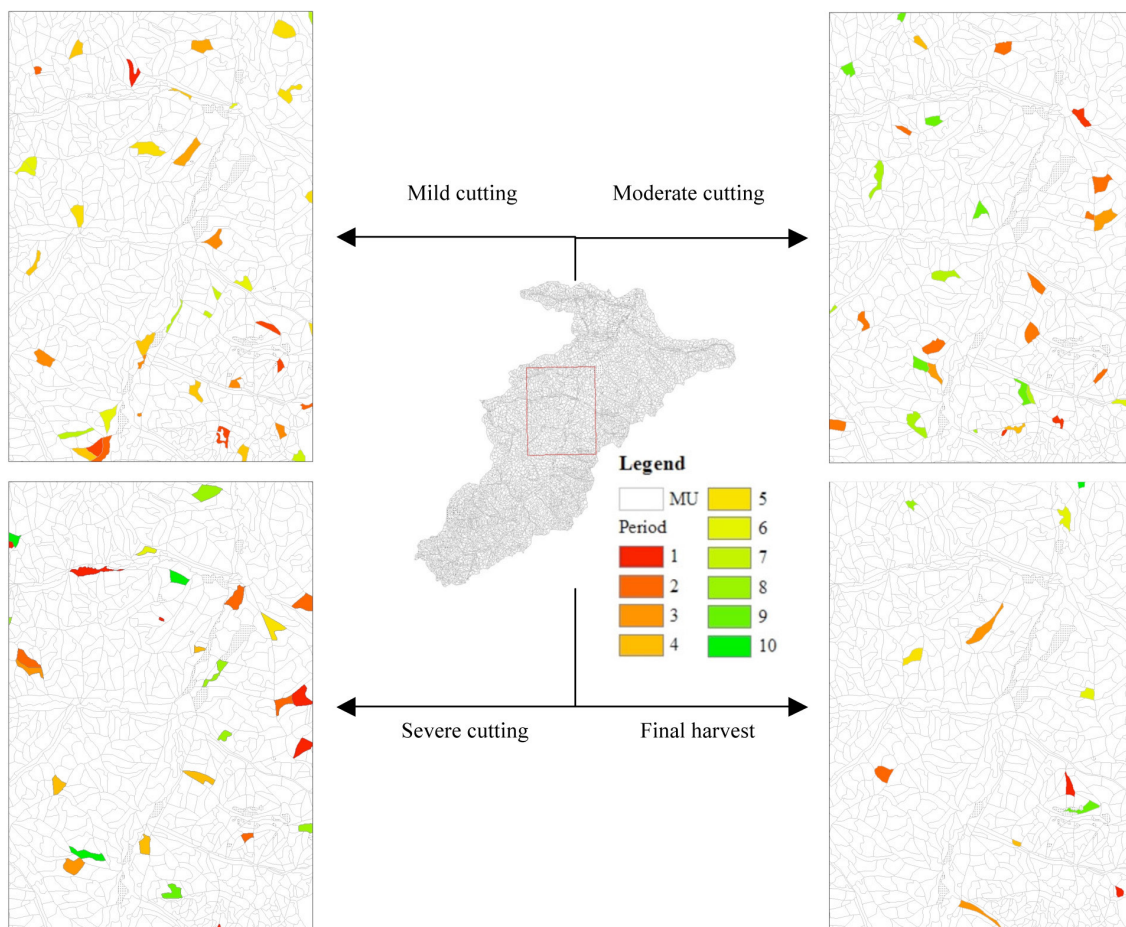 Mild cutting
Moderate cutting
Legend
MU
Period
1
2
3
4
5
6
7
8
9
10
Severe cutting
Final harvest